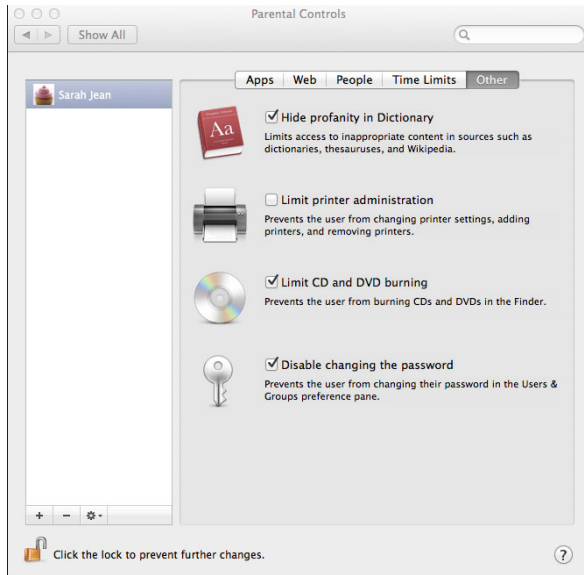 Parental Controls
Show All
Apps Web People Time Limits Other
Sarah Jean
Aa
Hide profanity in Dictionary
Limits access to inappropriate content in sources such as
dictionaries, thesauruses, and Wikipedia.
Limit printer administration
Prevents the user from changing printer settings, adding
printers, and removing printers.
Limit CD and DVD burning
Prevents the user from burning CDs and DVDs in the Finder.
Disable changing the password
Prevents the user from changing their password in the Users &
Groups preference pane.
+ −
Click the lock to prevent further changes.
?